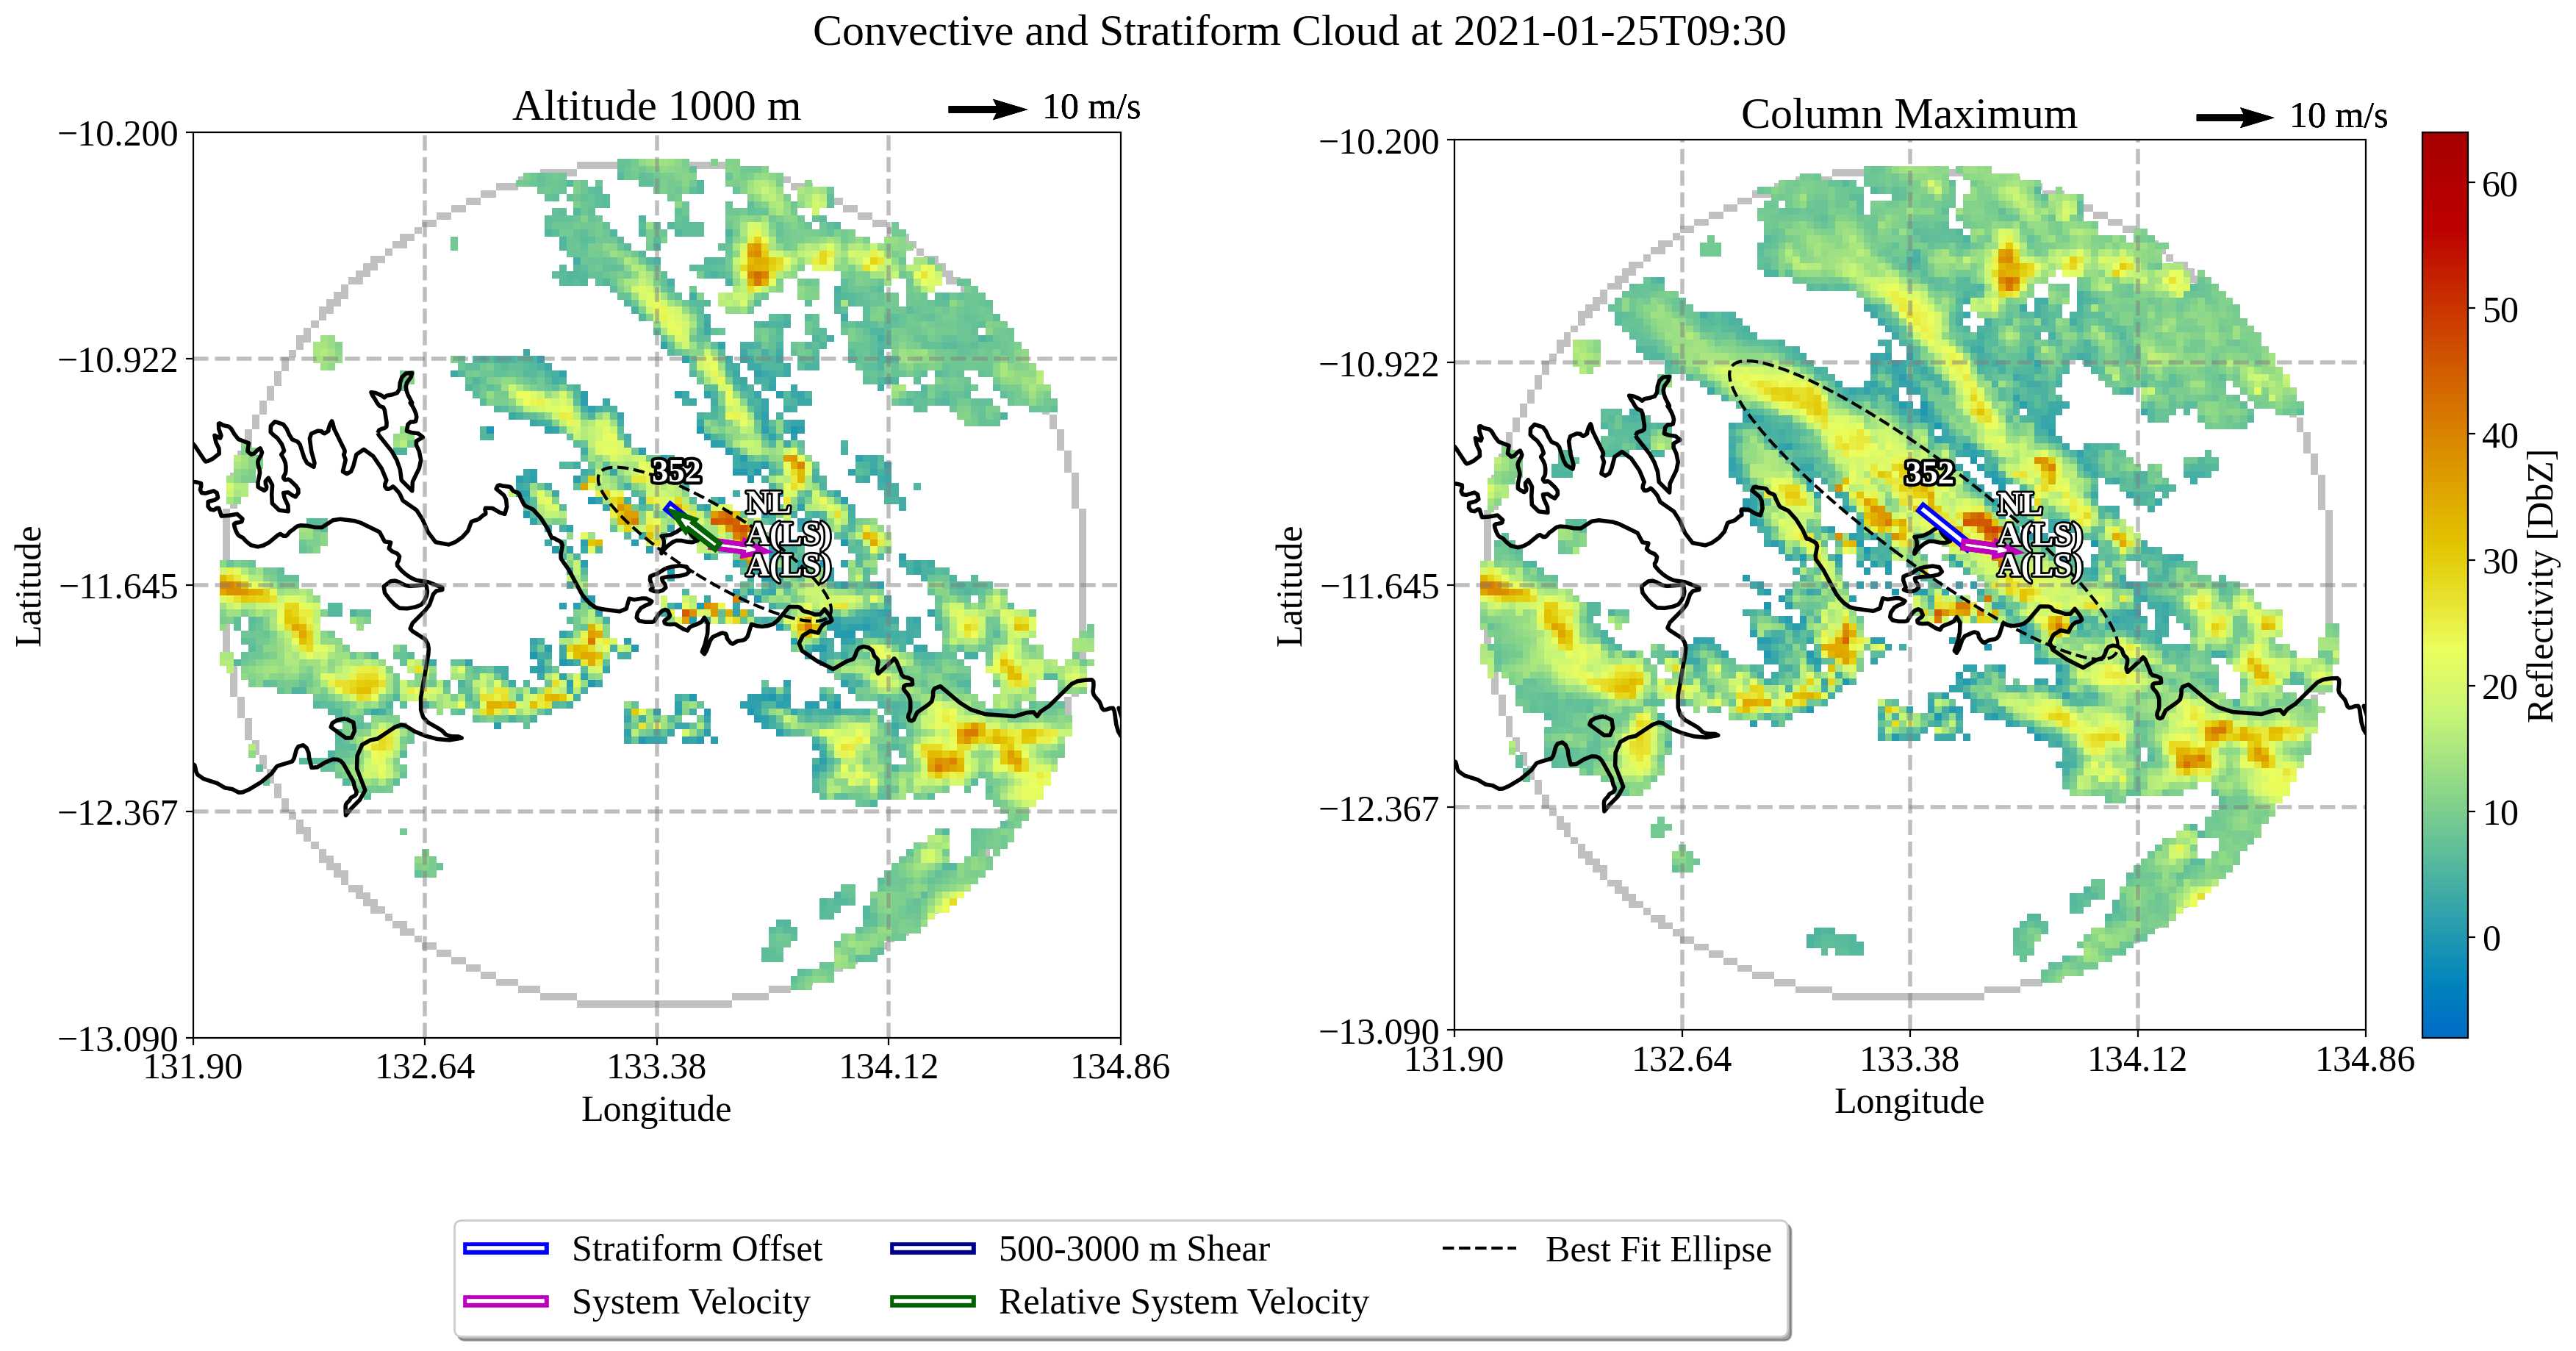 Convective and Stratiform Cloud at 2021-01-25T09:30
Altitude 1000 m
10 m/s
−10.200
−10.922
−11.645
−12.367
−13.090
131.90
132.64
133.38
134.12
134.86
Latitude
Longitude
352
NL
A(LS)
A(LS)
Column Maximum
10 m/s
−10.200
−10.922
−11.645
−12.367
−13.090
131.90
132.64
133.38
134.12
134.86
Latitude
Longitude
352
NL
A(LS)
A(LS)
60
50
40
30
20
10
0
Reflectivity [DbZ]
Stratiform Offset
System Velocity
500-3000 m Shear
Relative System Velocity
Best Fit Ellipse